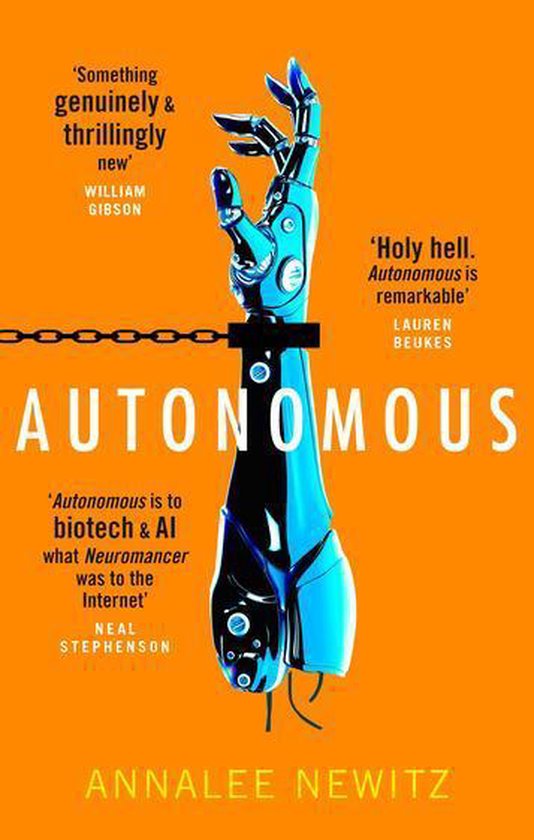 ‘Something
genuinely &
thrillingly
new’
WILLIAM
GIBSON
‘Holy hell.
Autonomous is
remarkable’
LAUREN
BEUKES
AUTONOMOUS
‘Autonomous is to
biotech & AI
what Neuromancer
was to the
Internet’
NEAL
STEPHENSON
ANNALEE NEWITZ